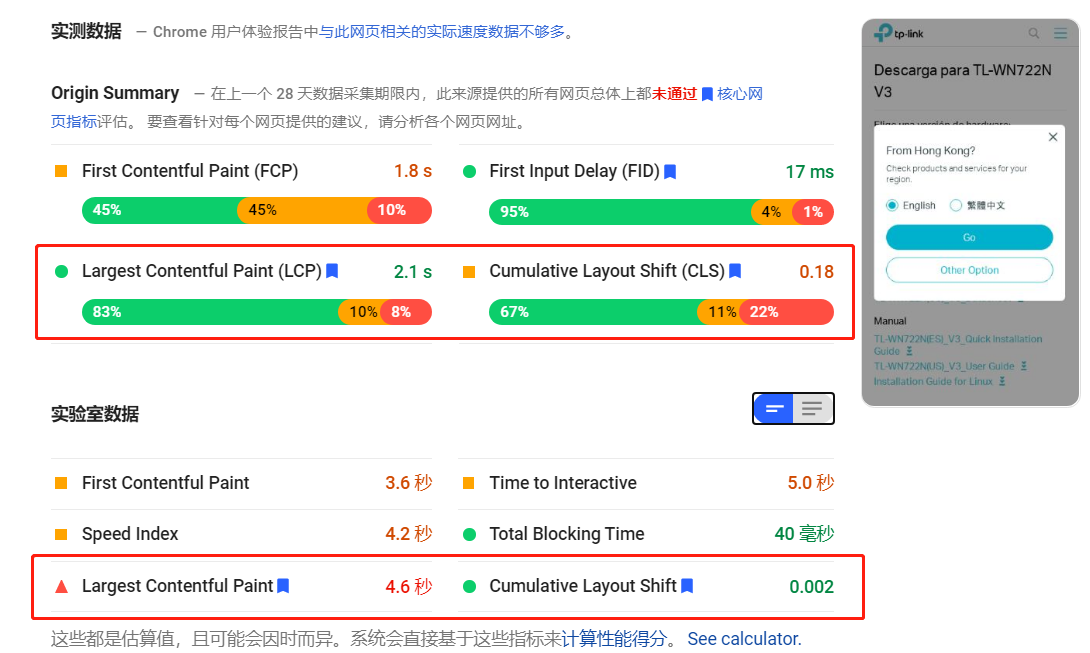 实测数据 — Chrome 用户体验报告中与此网页相关的实际速度数据不够多。
Origin Summary — 在上一个 28 天数据采集期限内，此来源提供的所有网页总体上都未通过 核心网
页指标评估。 要查看针对每个网页提供的建议，请分析各个网页网址。
First Contentful Paint (FCP) 1.8 s
45% 45% 10%
First Input Delay (FID) 17 ms
95% 4% 1%
Largest Contentful Paint (LCP) 2.1 s
83% 10% 8%
Cumulative Layout Shift (CLS) 0.18
67% 11% 22%
实验室数据
First Contentful Paint 3.6 秒
Time to Interactive 5.0 秒
Speed Index 4.2 秒
Total Blocking Time 40 毫秒
Largest Contentful Paint 4.6 秒
Cumulative Layout Shift 0.002
这些都是估算值，且可能会因时而异。系统会直接基于这些指标来计算性能得分。 See calculator.
tp-link
Descarga para TL-WN722N
V3
Elige una versión de hardware:
From Hong Kong?
Check products and services for your
region.
English 繁體中文
Go
Other Option
Manual
TL-WN722N(ES)_V3_Quick Installation
Guide
TL-WN722N(US)_V3_User Guide
Installation Guide for Linux